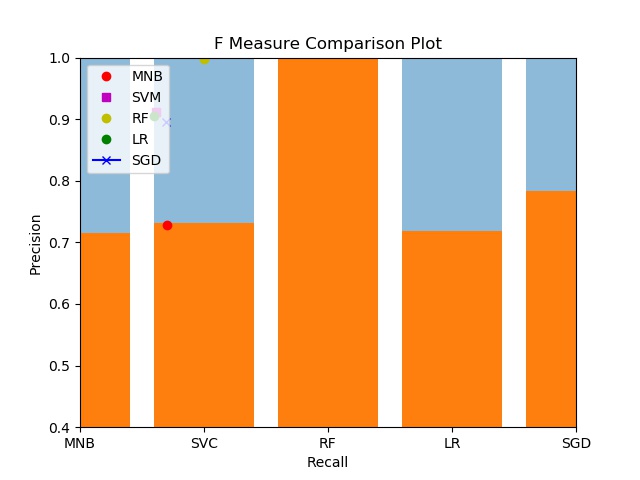 F Measure Comparison Plot
1.0
0.9
0.8
0.7
0.6
0.5
0.4
Precision
MNB
SVM
RF
LR
SGD
MNB SVC RF LR SGD
Recall